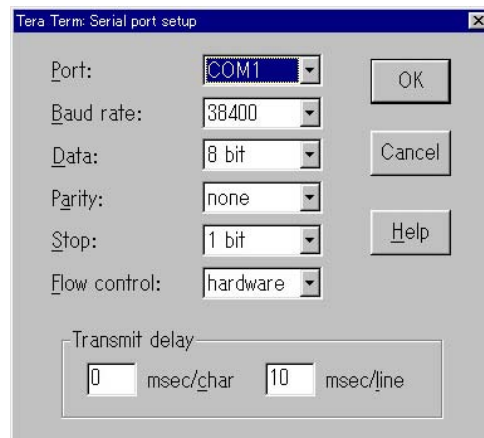 Tera Term: Serial port setup
Port: COM1
OK
Baud rate: 38400
Data: 8 bit
Cancel
Parity: none
Stop: 1 bit
Help
Flow control: hardware
Transmit delay
0 msec/char 10 msec/line